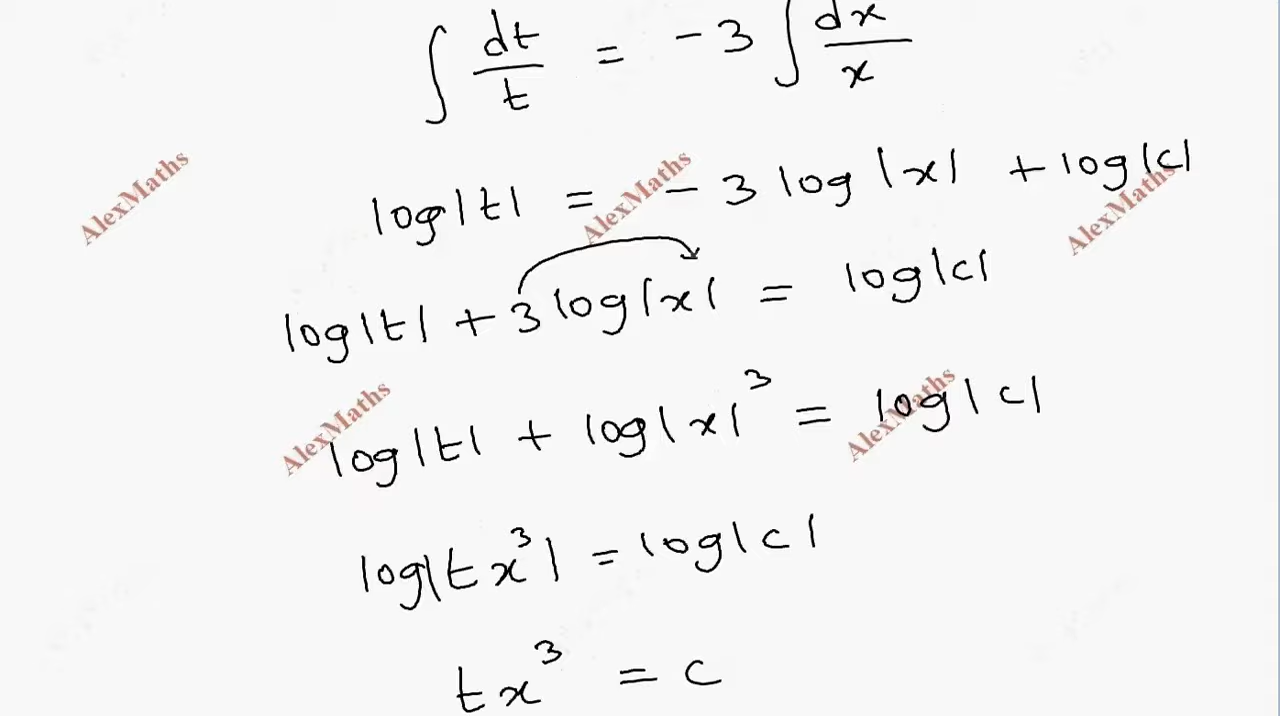 ∫ dt/t = -3 ∫ dx/x
log|t| = -3 log|x| + log|c|
log|t| + 3 log|x| = log|c|
log|t| + log|x|³ = log|c|
log|tx³| = log|c|
tx³ = c
AlexMaths
AlexMaths
AlexMaths
AlexMaths
AlexMaths